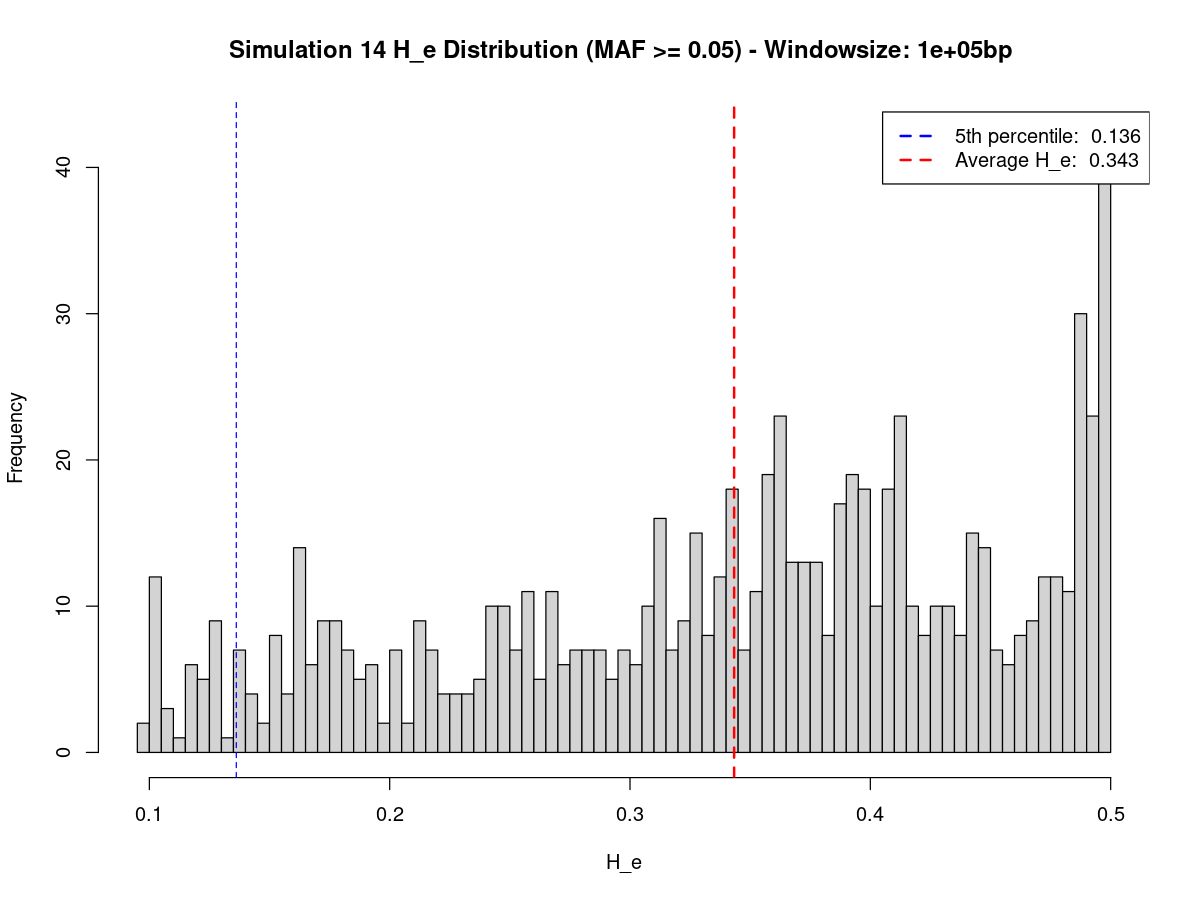 Simulation 14 H_e Distribution (MAF >= 0.05) - Windowsize: 1e+05bp
5th percentile: 0.136
Average H_e: 0.343
Frequency
40
30
20
10
0
0.1 0.2 0.3 0.4 0.5
H_e